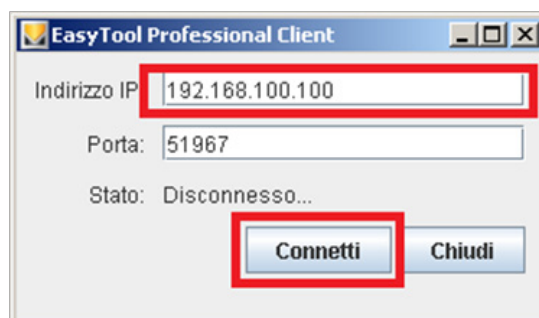 EasyTool Professional Client
Indirizzo IP 192.168.100.100
Porta: 51967
Stato: Disconnesso...
Connetti Chiudi